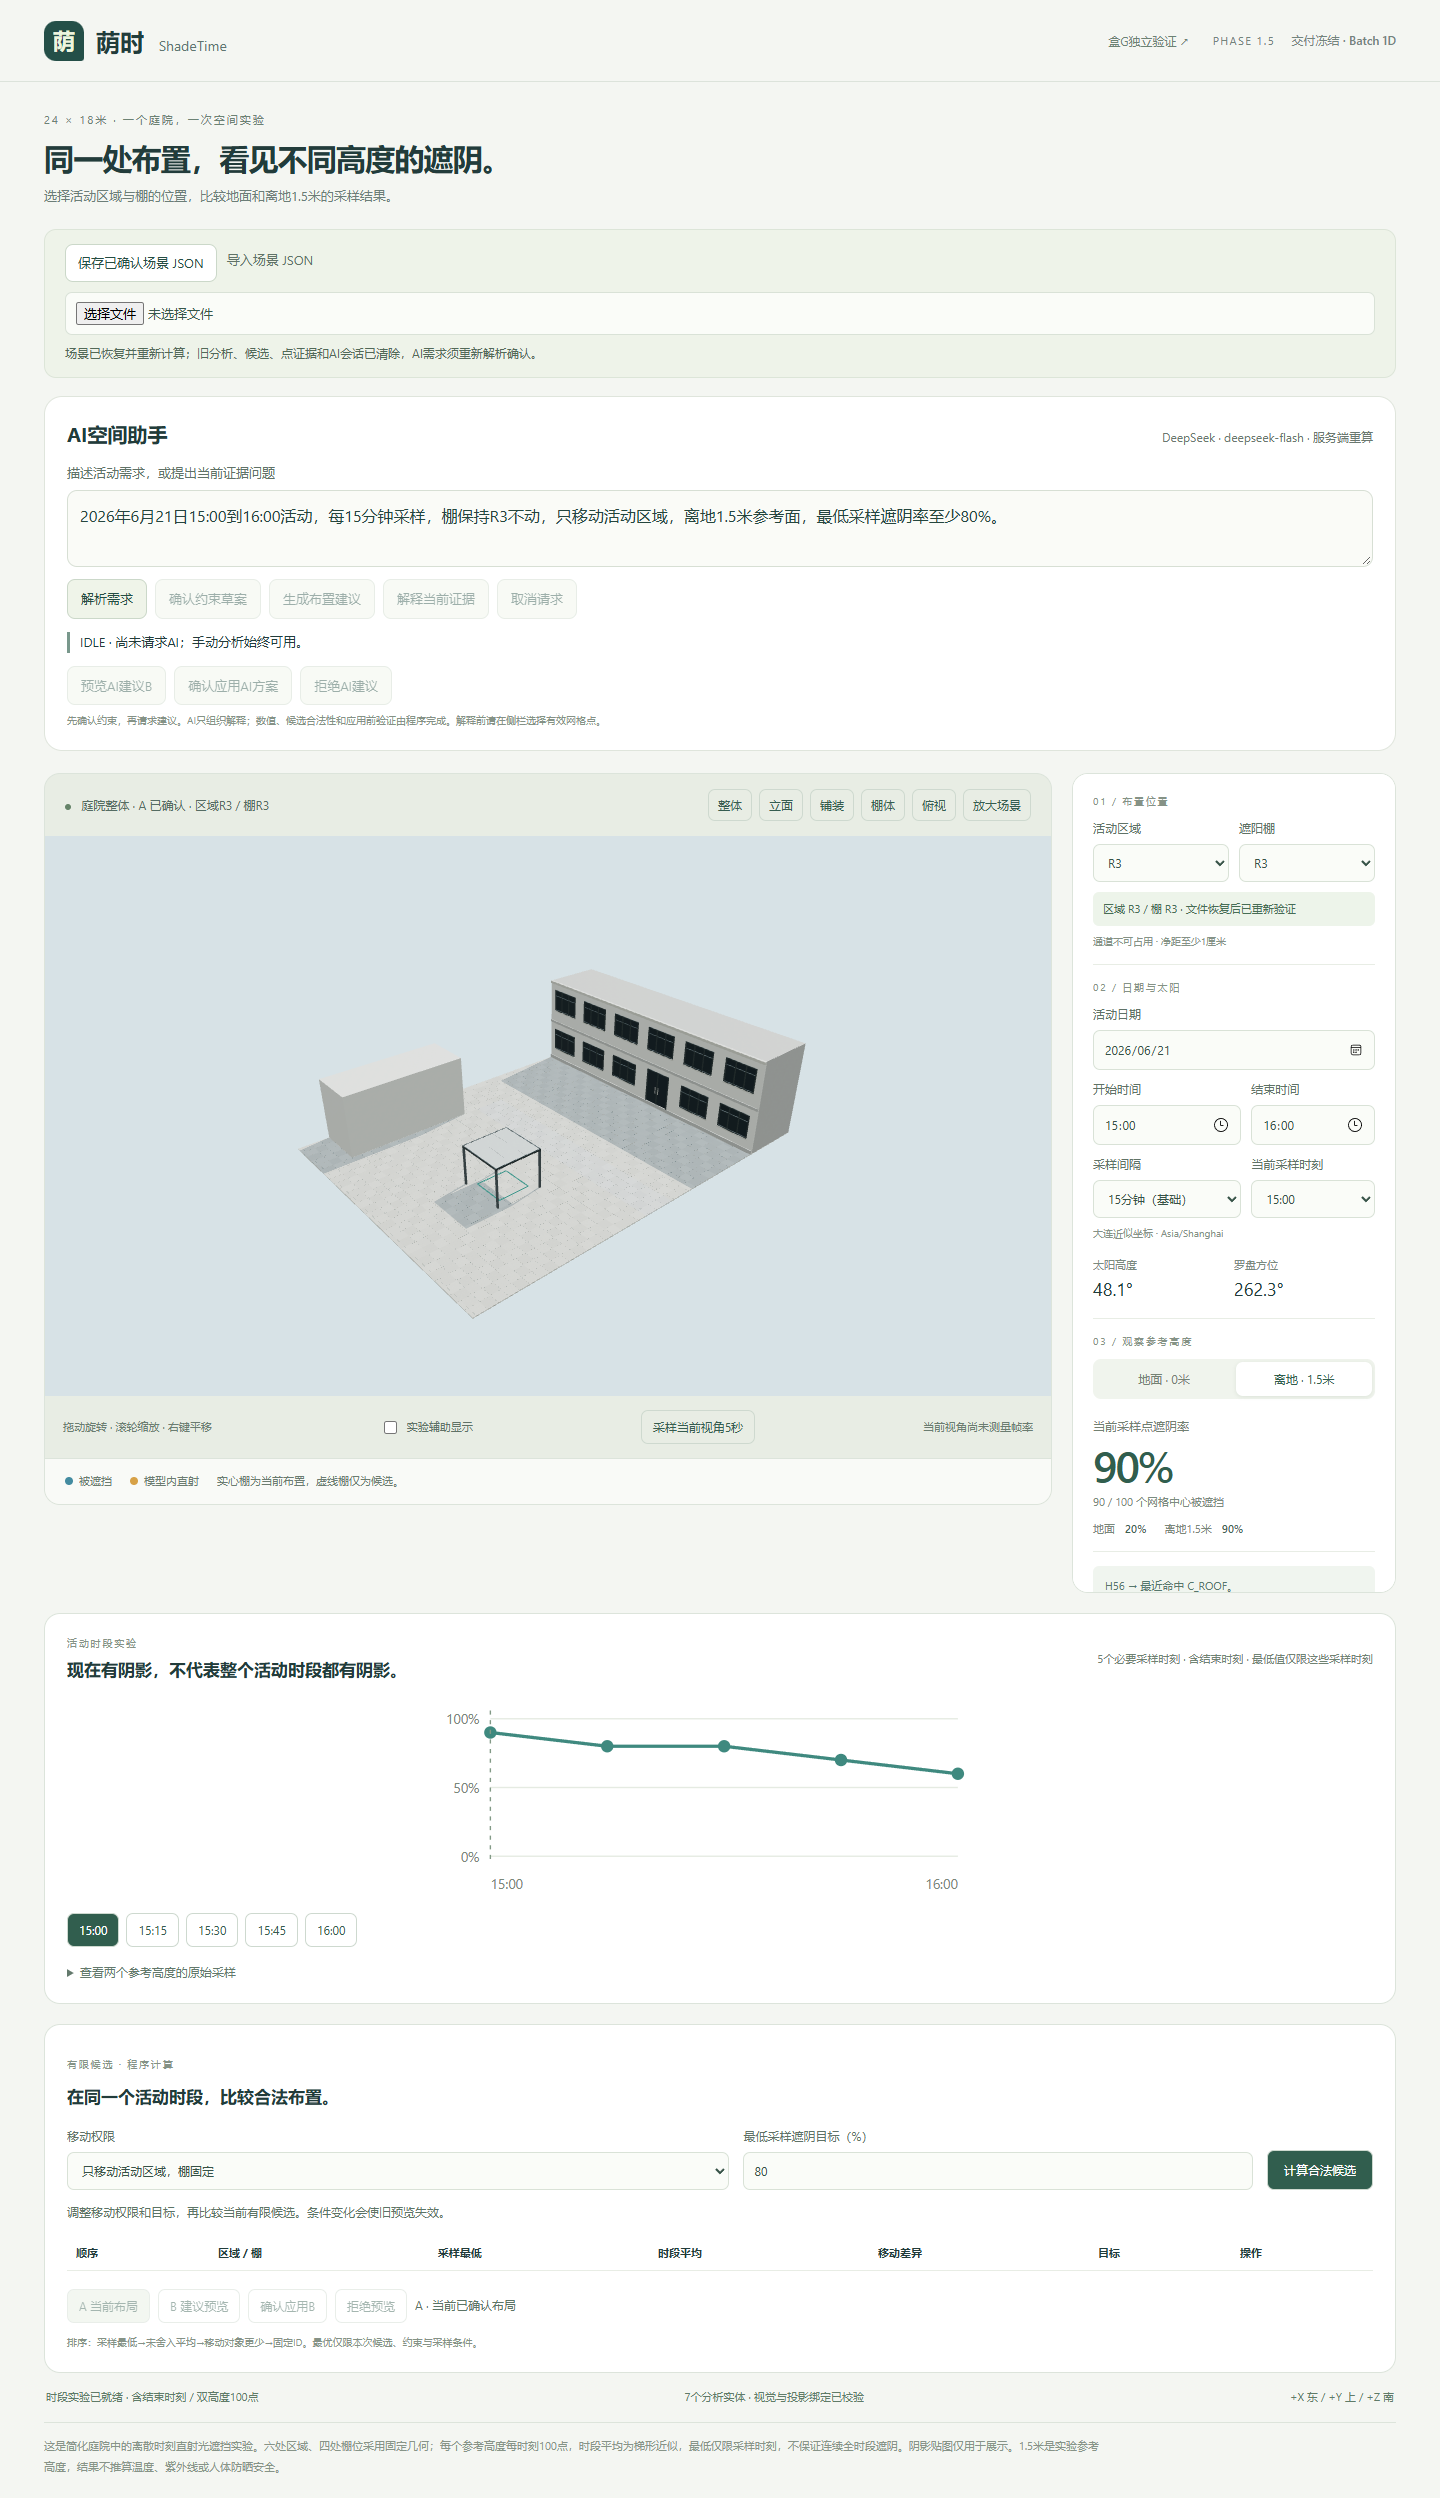 荫 荫时 ShadeTime
盒G独立验证 ↗ PHASE 1.5 交付冻结 · Batch 1D
24 × 18米 · 一个庭院，一次空间实验
同一处布置，看见不同高度的遮阴。
选择活动区域与棚的位置，比较地面和离地1.5米的采样结果。
保存已确认场景 JSON 导入场景 JSON
选择文件 未选择文件
场景已恢复并重新计算；旧分析、候选、点证据和AI会话已清除，AI需求须重新解析确认。
AI空间助手
DeepSeek · deepseek-flash · 服务端重算
描述活动需求，或提出当前证据问题
2026年6月21日15:00到16:00活动，每15分钟采样，棚保持R3不动，只移动活动区域，离地1.5米参考面，最低采样遮阴率至少80%。
解析需求 确认约束草案 生成布置建议 解释当前证据 取消请求
IDLE · 尚未请求AI；手动分析始终可用。
预览AI建议B 确认应用AI方案 拒绝AI建议
先确认约束，再请求建议。AI只组织解释；数值、候选合法性和应用前验证由程序完成。解释前请在侧栏选择有效网格点。
庭院整体 · A 已确认 · 区域R3 / 棚R3
整体 立面 铺装 棚体 俯视 放大场景
拖动旋转 · 滚轮缩放 · 右键平移 实验辅助显示 采样当前视角5秒 当前视角尚未测量帧率
被遮挡 模型内直射 实心棚为当前布置，虚线棚仅为候选。
01 / 布置位置
活动区域 遮阳棚
R3 R3
区域 R3 / 棚 R3 · 文件恢复后已重新验证
通道不可占用 · 净距至少1厘米
02 / 日期与太阳
活动日期
2026/06/21
开始时间 结束时间
15:00 16:00
采样间隔 当前采样时刻
15分钟（基础） 15:00
大连近似坐标 · Asia/Shanghai
太阳高度 罗盘方位
48.1° 262.3°
03 / 观察参考高度
地面 · 0米 离地 · 1.5米
当前采样点遮阴率
90%
90 / 100 个网格中心被遮挡
地面 20% 离地1.5米 90%
H56 → 最近命中 C_ROOF。
活动时段实验
现在有阴影，不代表整个活动时段都有阴影。
5个必要采样时刻 · 含结束时刻 · 最低值仅限这些采样时刻
100%
50%
0%
15:00 16:00
15:00 15:15 15:30 15:45 16:00
▶ 查看两个参考高度的原始采样
有限候选 · 程序计算
在同一个活动时段，比较合法布置。
移动权限 最低采样遮阴目标（%）
只移动活动区域，棚固定 80 计算合法候选
调整移动权限和目标，再比较当前有限候选。条件变化会使旧预览失效。
顺序 区域 / 棚 采样最低 时段平均 移动差异 目标 操作
A 当前布局 B 建议预览 确认应用B 拒绝预览 A · 当前已确认布局
排序：采样最低→未舍入平均→移动对象更少→固定ID。最优仅限本次候选、约束与采样条件。
时段实验已就绪 · 含结束时刻 / 双高度100点 7个分析实体 · 视觉与投影绑定已校验 +X 东 / +Y 上 / +Z 南
这是简化庭院中的离散时刻直射光遮挡实验。六处区域、四处棚位采用固定几何；每个参考高度每时刻100点，时段平均为梯形近似，最低仅限采样时刻，不保证连续全时段遮阴。阴影贴图仅用于展示。1.5米是实验参考
高度，结果不推算温度、紫外线或人体防晒安全。